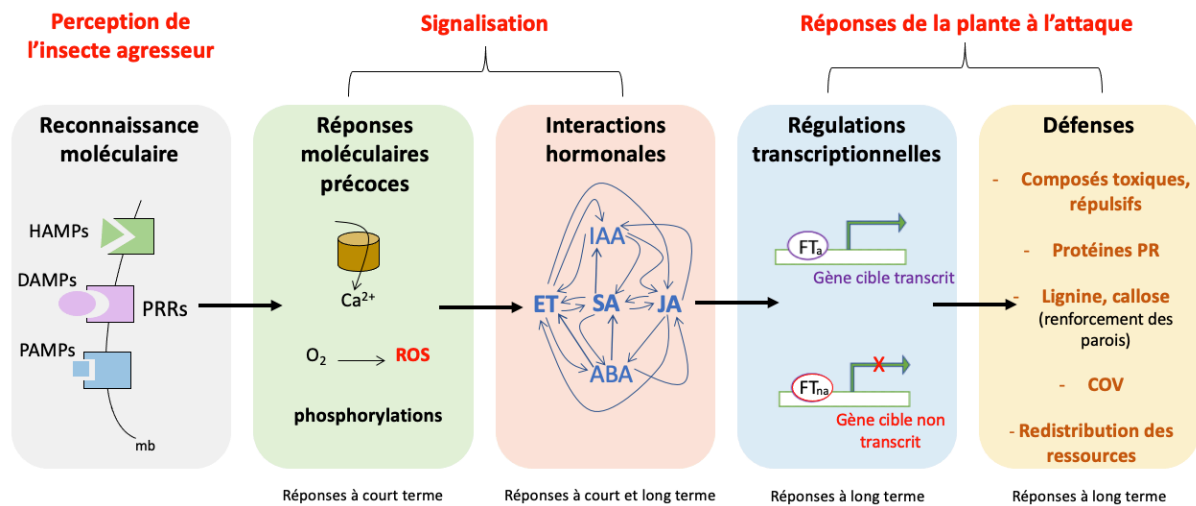 Perception de
l'insecte agresseur
Signalisation
Réponses de la plante à l'attaque
Reconnaissance
moléculaire
HAMPs
DAMPs
PRRs
PAMPs
mb
Réponses
moléculaires
précoces
Ca²⁺
O₂
ROS
phosphorylations
Réponses à court terme
Interactions
hormonales
IAA
ET
SA
JA
ABA
Réponses à court et long terme
Régulations
transcriptionnelles
FTa
Gène cible transcrit
FTna
X
Gène cible non
transcrit
Réponses à long terme
Défenses
- Composés toxiques,
répulsifs
- Protéines PR
- Lignine, callose
(renforcement des
parois)
- COV
- Redistribution des
ressources
Réponses à long terme